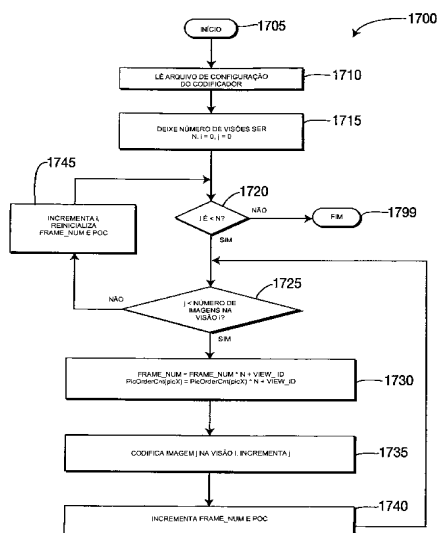 1700
INÍCIO
1705
LÊ ARQUIVO DE CONFIGURAÇÃO
DO CODIFICADOR
1710
DEIXE NÚMERO DE VISÕES SER
N, i = 0, j = 0
1715
1745
INCREMENTA i,
REINICIALIZA
FRAME_NUM E POC
1720
i É < N?
NÃO
FIM
1799
SIM
1725
NÃO
j < NÚMERO DE
IMAGENS NA
VISÃO i?
SIM
FRAME_NUM = FRAME_NUM * N + VIEW_ID
PicOrderCnt(picX) = PicOrderCnt(picX) * N + VIEW_ID
1730
CODIFICA IMAGEM j NA VISÃO i. INCREMENTA j
1735
1740
INCREMENTA FRAME_NUM E POC